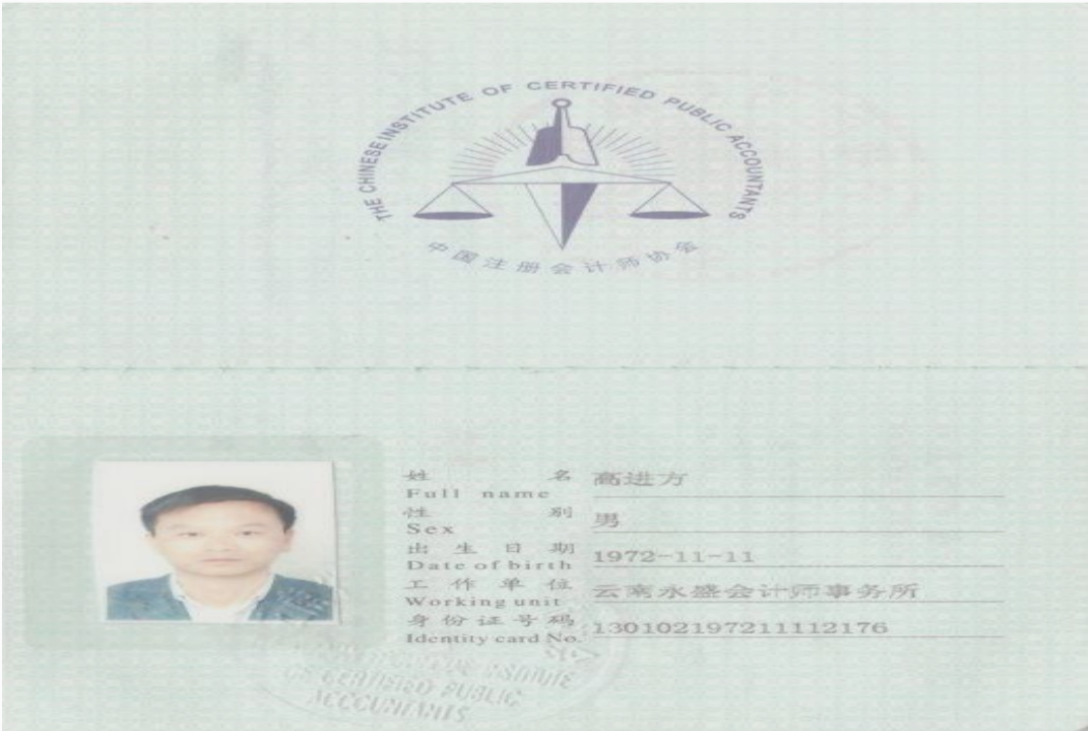 THE CHINESE INSTITUTE OF CERTIFIED PUBLIC ACCOUNTANTS
中国注册会计师协会
姓 名 高进方
Full name
性 别 男
Sex
出 生 日 期 1972-11-11
Date of birth
工 作 单 位 云南永盛会计师事务所
Working unit
身 份 证 号 码 130102197211112176
Identity card No.
INSTITUTE
OF CERTIFIED PUBLIC
ACCOUNTANTS